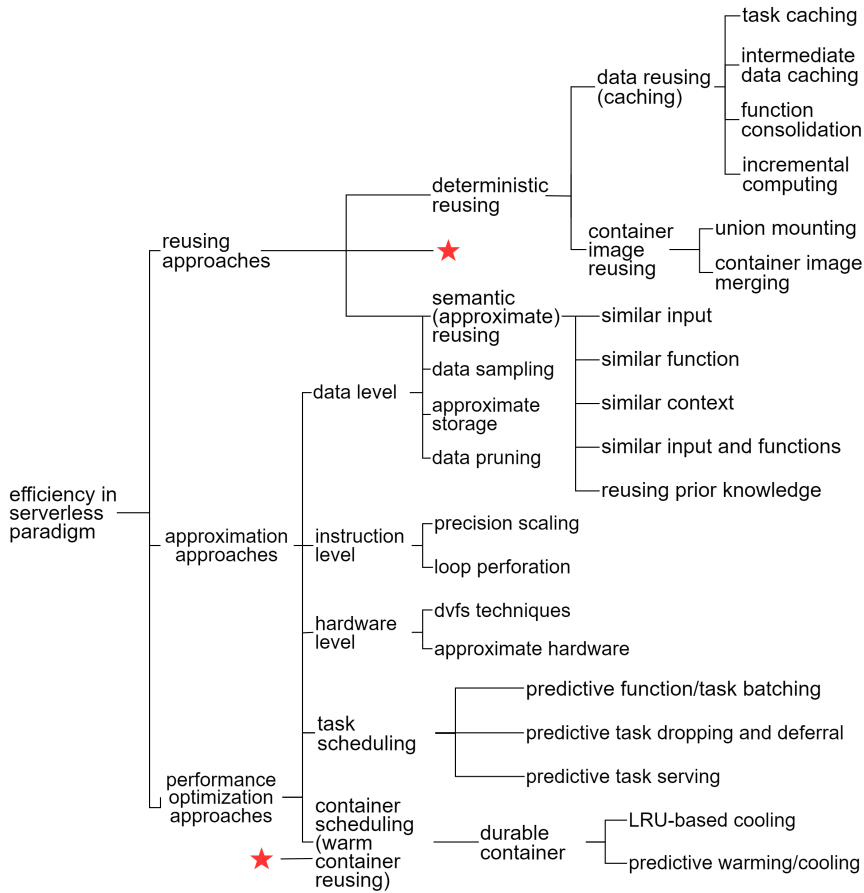 task caching
intermediate
data caching
data reusing
(caching)
function
consolidation
incremental
computing
deterministic
reusing
container
image
reusing
union mounting
container image
merging
reusing
approaches
semantic
(approximate)
reusing
similar input
data sampling
similar function
data level
approximate
storage
similar context
data pruning
similar input and functions
reusing prior knowledge
efficiency in
serverless
paradigm
approximation
approaches
instruction
level
precision scaling
loop perforation
hardware
level
dvfs techniques
approximate hardware
task
scheduling
predictive function/task batching
predictive task dropping and deferral
predictive task serving
performance
optimization
approaches
container
scheduling
(warm
container
reusing)
durable
container
LRU-based cooling
predictive warming/cooling